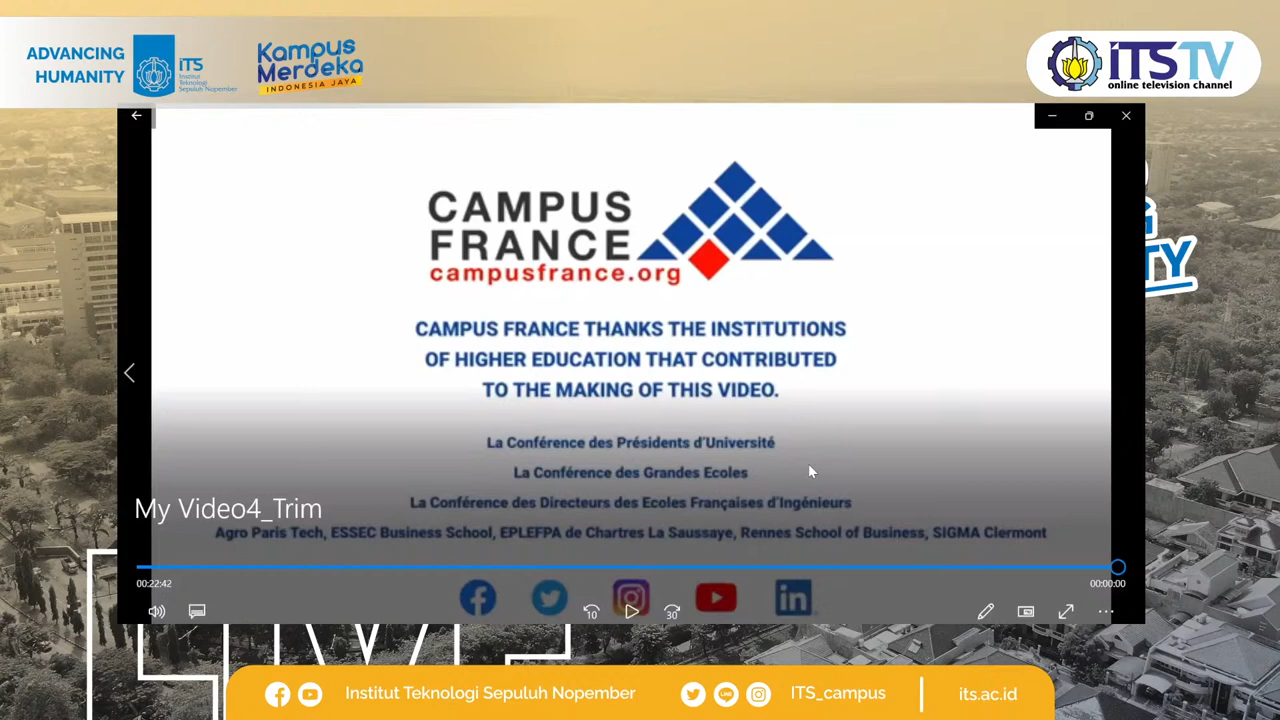 ADVANCING
HUMANITY
iTS
Institut
Teknologi
Sepuluh Nopember
Kampus
Merdeka
INDONESIA JAYA
iTSTV
online television channel
CAMPUS
FRANCE
campusfrance.org
CAMPUS FRANCE THANKS THE INSTITUTIONS
OF HIGHER EDUCATION THAT CONTRIBUTED
TO THE MAKING OF THIS VIDEO.
La Conférence des Présidents d'Université
La Conférence des Grandes Ecoles
La Conférence des Directeurs des Ecoles Françaises d'Ingénieurs
Agro Paris Tech, ESSEC Business School, EPLEFPA de Chartres La Saussaye, Rennes School of Business, SIGMA Clermont
My Video4_Trim
00:22:42
00:00:00
10
30
Institut Teknologi Sepuluh Nopember
ITS_campus
its.ac.id